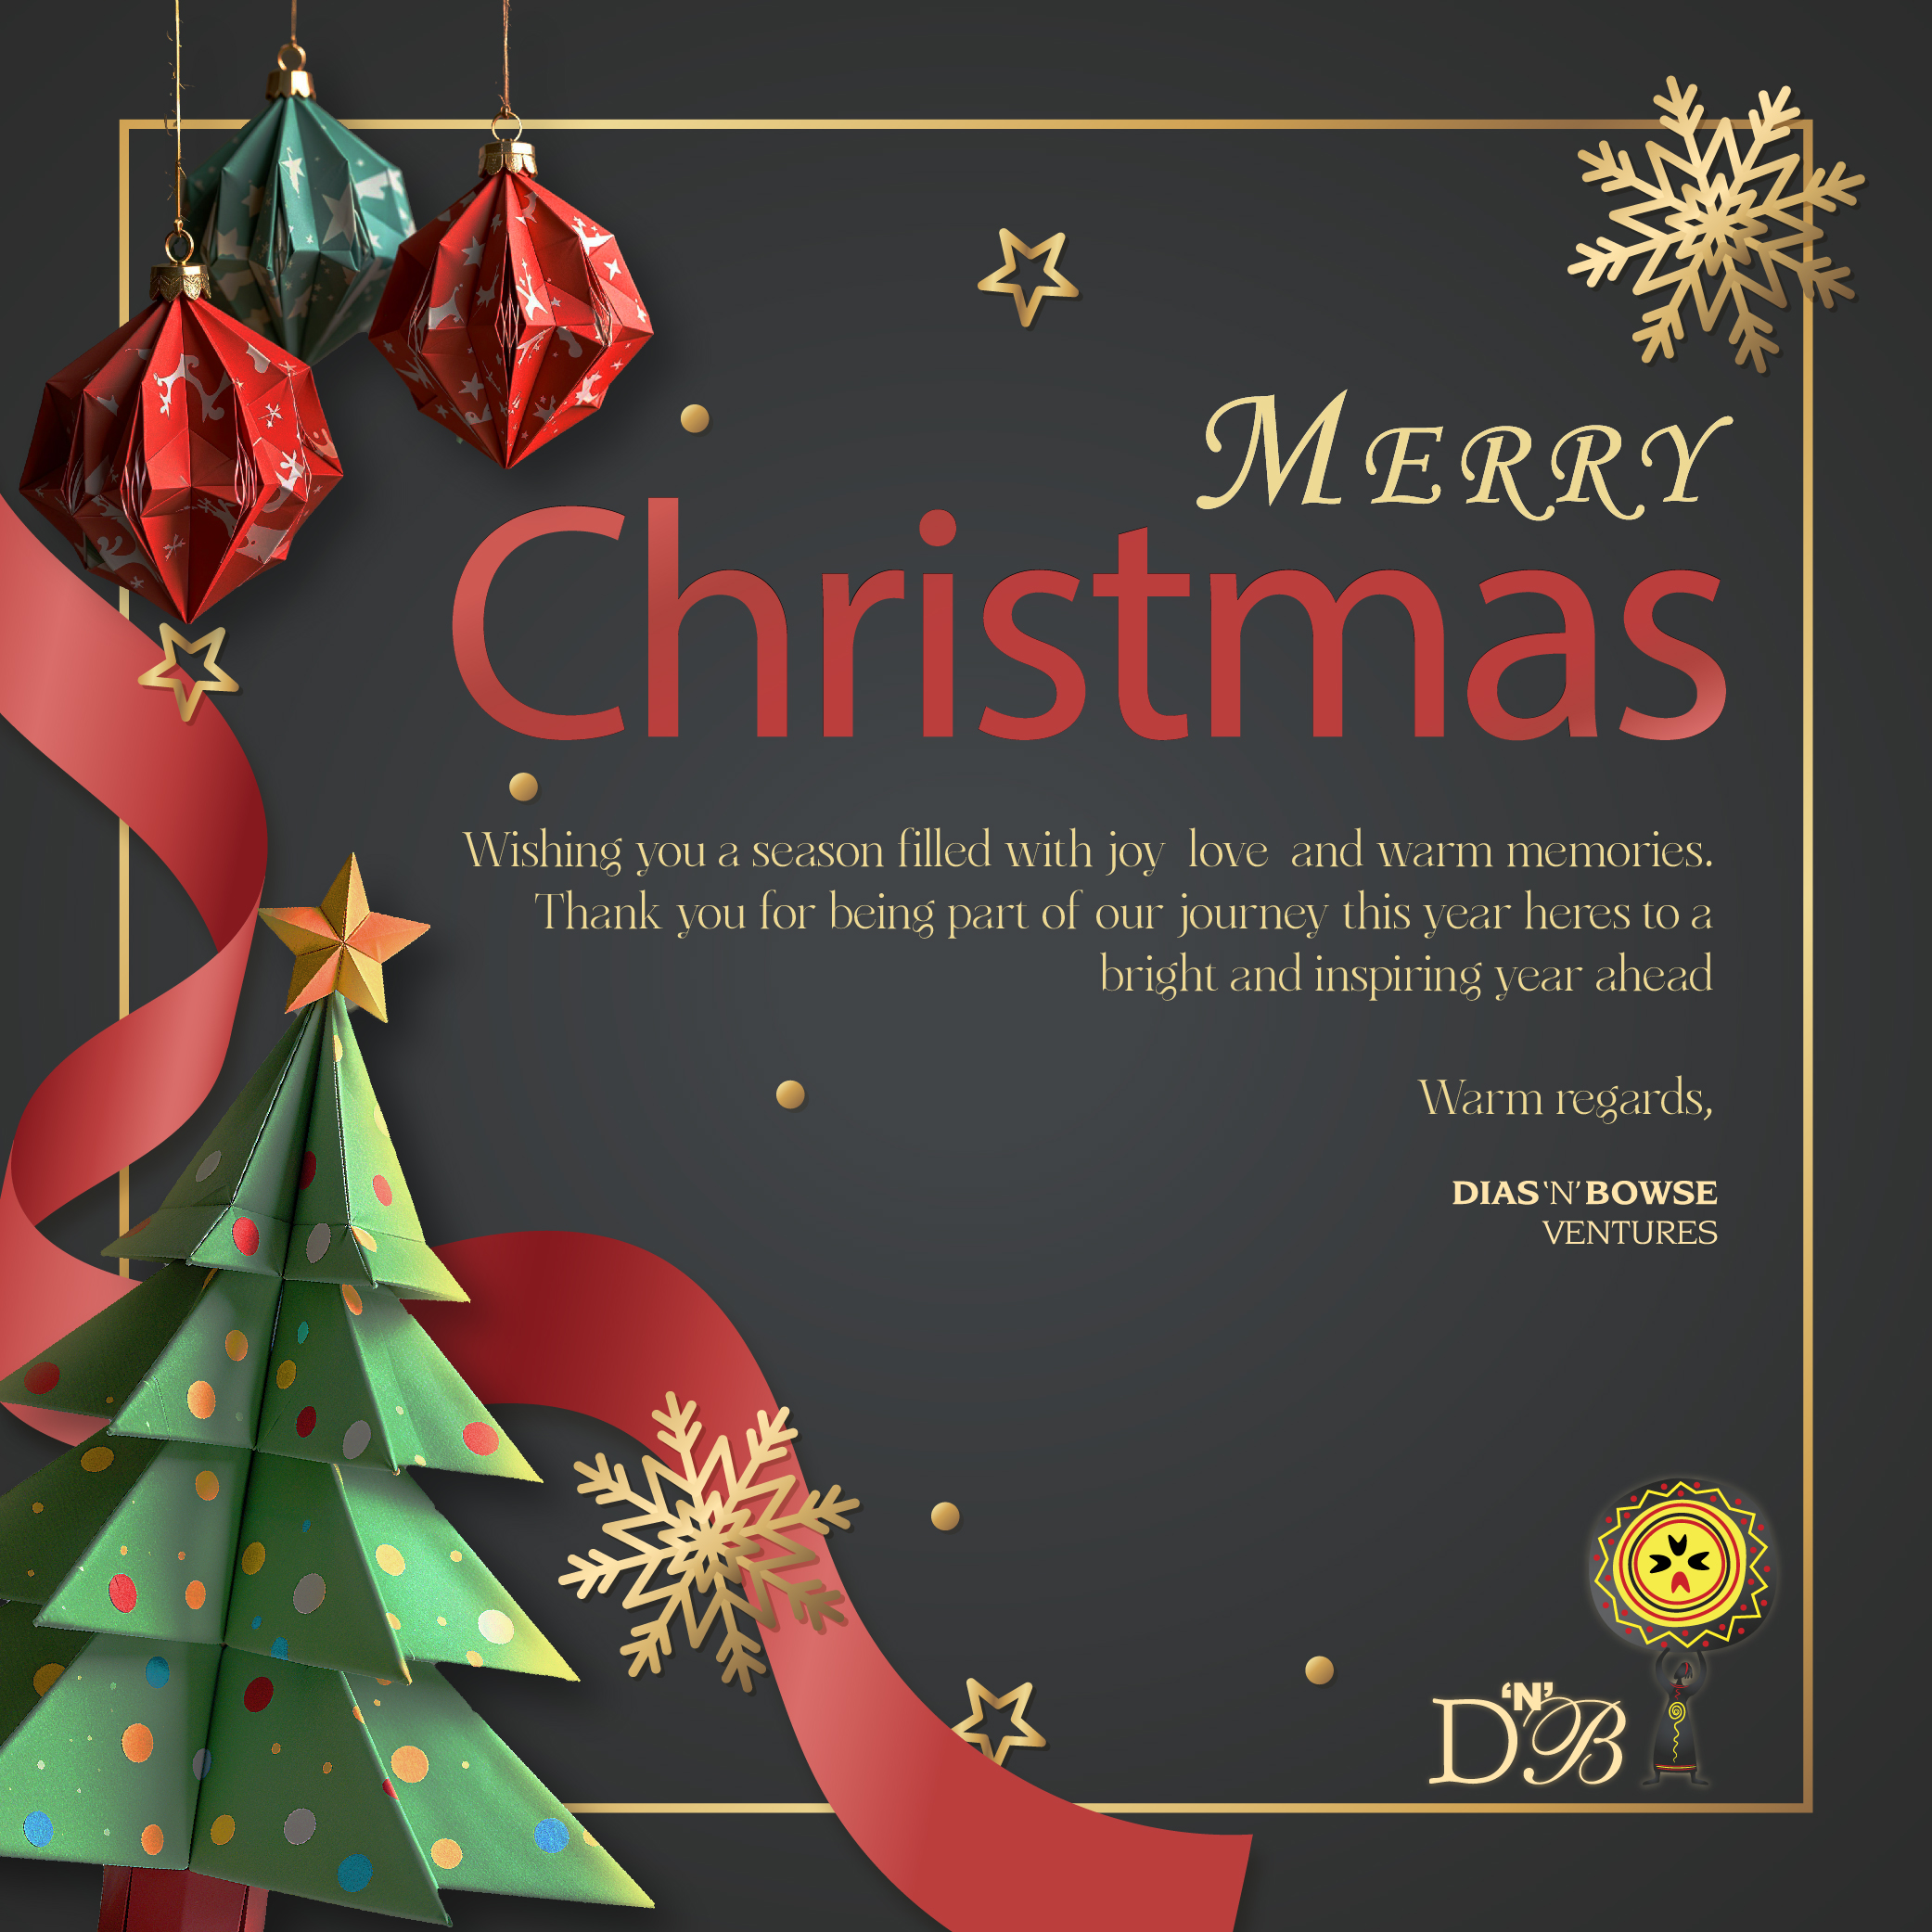 MERRY
Christmas
Wishing you a season filled with joy love and warm memories.
Thank you for being part of our journey this year heres to a
bright and inspiring year ahead
Warm regards,
DIAS 'N' BOWSE
VENTURES
D'N'B